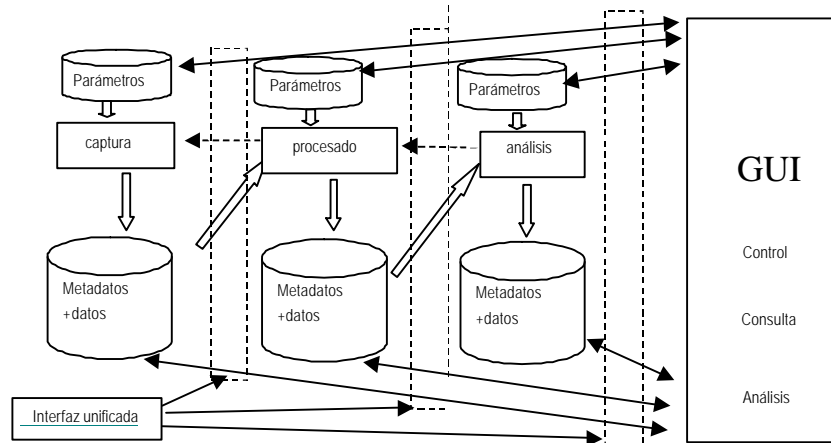 Parámetros
Parámetros
Parámetros
captura
procesado
análisis
GUI
Metadatos
+datos
Metadatos
+datos
Metadatos
+datos
Control
Consulta
Análisis
Interfaz unificada